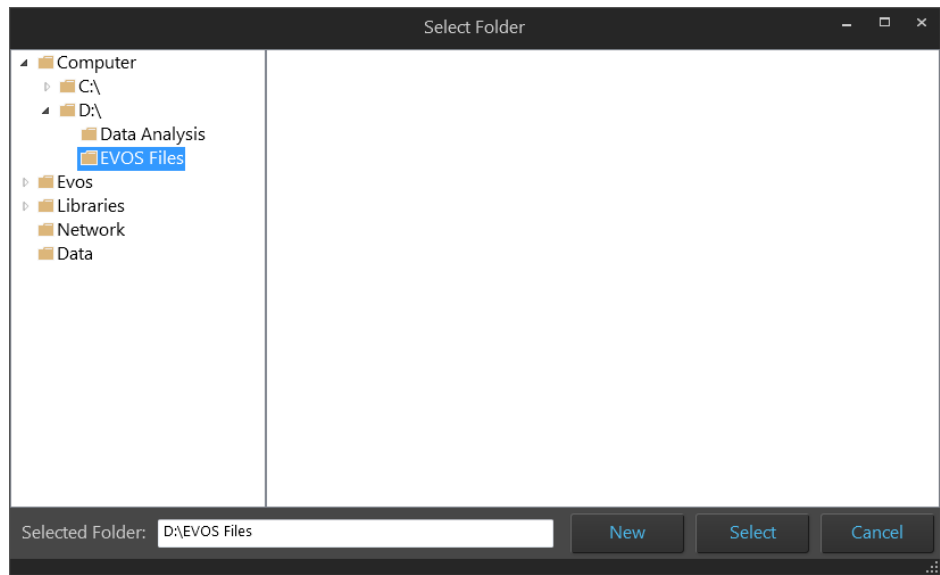 Select Folder
Computer
C:\
D:\
Data Analysis
EVOS Files
Evos
Libraries
Network
Data
Selected Folder: D:\EVOS Files New Select Cancel